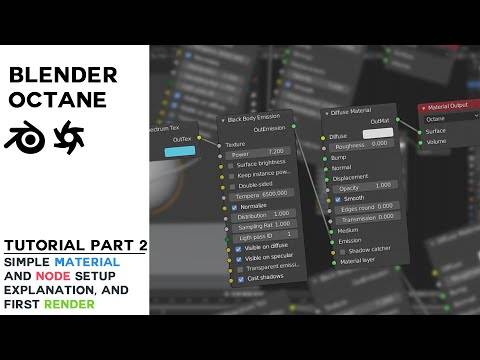 BLENDER
OCTANE
TUTORIAL PART 2
SIMPLE MATERIAL
AND NODE SETUP
EXPLANATION, AND
FIRST RENDER
spectrum Tex
OutTex
Black Body Emission
OutEmission
Texture
Power 7.200
Surface brightness
Keep instance pow
Double-sided
Tempera 6500.000
Normalize
Distribution 1.000
Sampling Rat 1.000
Ligth pass ID 1
Visible on diffuse
Visible on specular
Transparent emissi
Cast shadows
Diffuse Material
OutMat
Diffuse
Roughness 0.000
Bump
Normal
Displacement
Opacity 1.000
Smooth
Edges round 0.000
Transmission 0.000
Medium
Emission
Shadow catcher
Material layer
Material Output
Octane
Surface
Volume